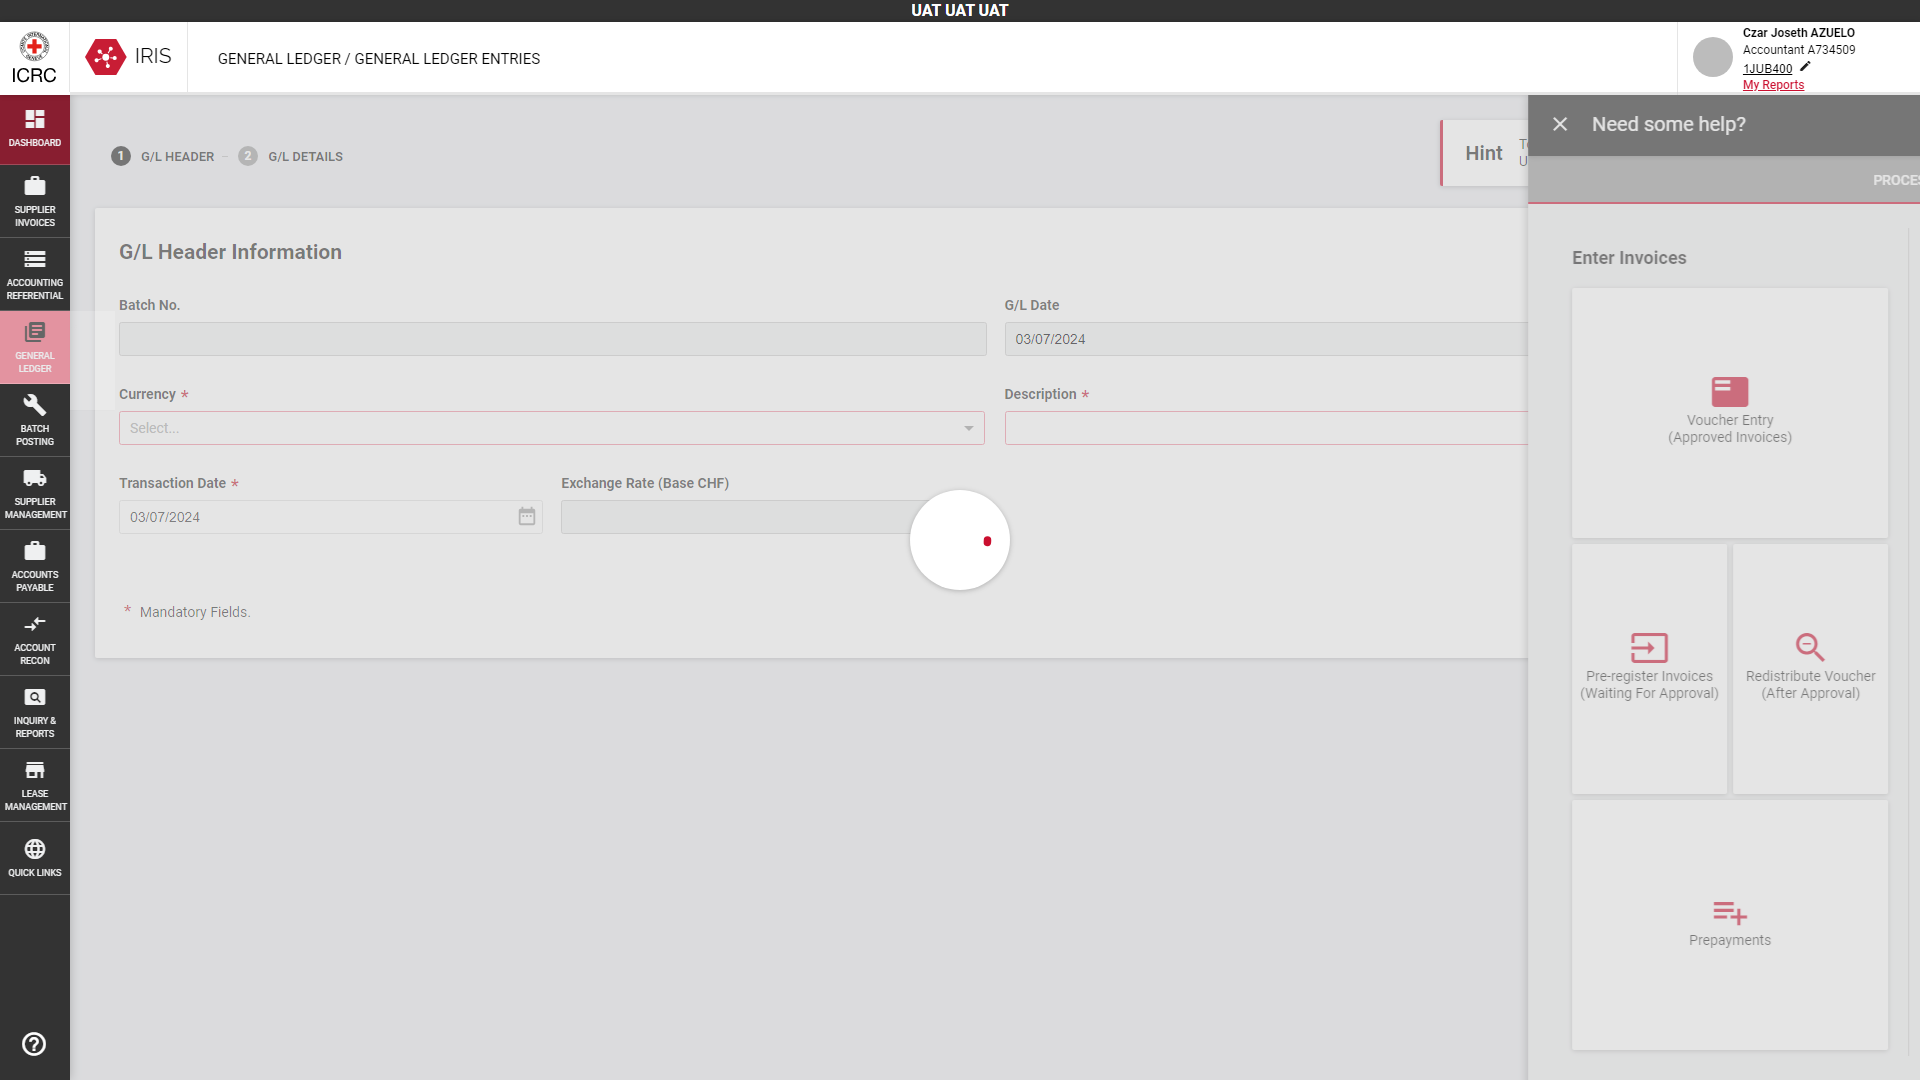 UAT UAT UAT
ICRC
IRIS
GENERAL LEDGER / GENERAL LEDGER ENTRIES
Czar Joseth AZUELO
Accountant A734509
1JUB400
My Reports
DASHBOARD
SUPPLIER
INVOICES
ACCOUNTING
REFERENTIAL
GENERAL
LEDGER
BATCH
POSTING
SUPPLIER
MANAGEMENT
ACCOUNTS
PAYABLE
ACCOUNT
RECON
INQUIRY &
REPORTS
LEASE
MANAGEMENT
QUICK LINKS
1 G/L HEADER
2 G/L DETAILS
Hint
G/L Header Information
Batch No.
G/L Date
03/07/2024
Currency *
Select...
Description *
Transaction Date *
03/07/2024
Exchange Rate (Base CHF)
* Mandatory Fields.
Need some help?
PROCES
Enter Invoices
Voucher Entry
(Approved Invoices)
Pre-register Invoices
(Waiting For Approval)
Redistribute Voucher
(After Approval)
Prepayments